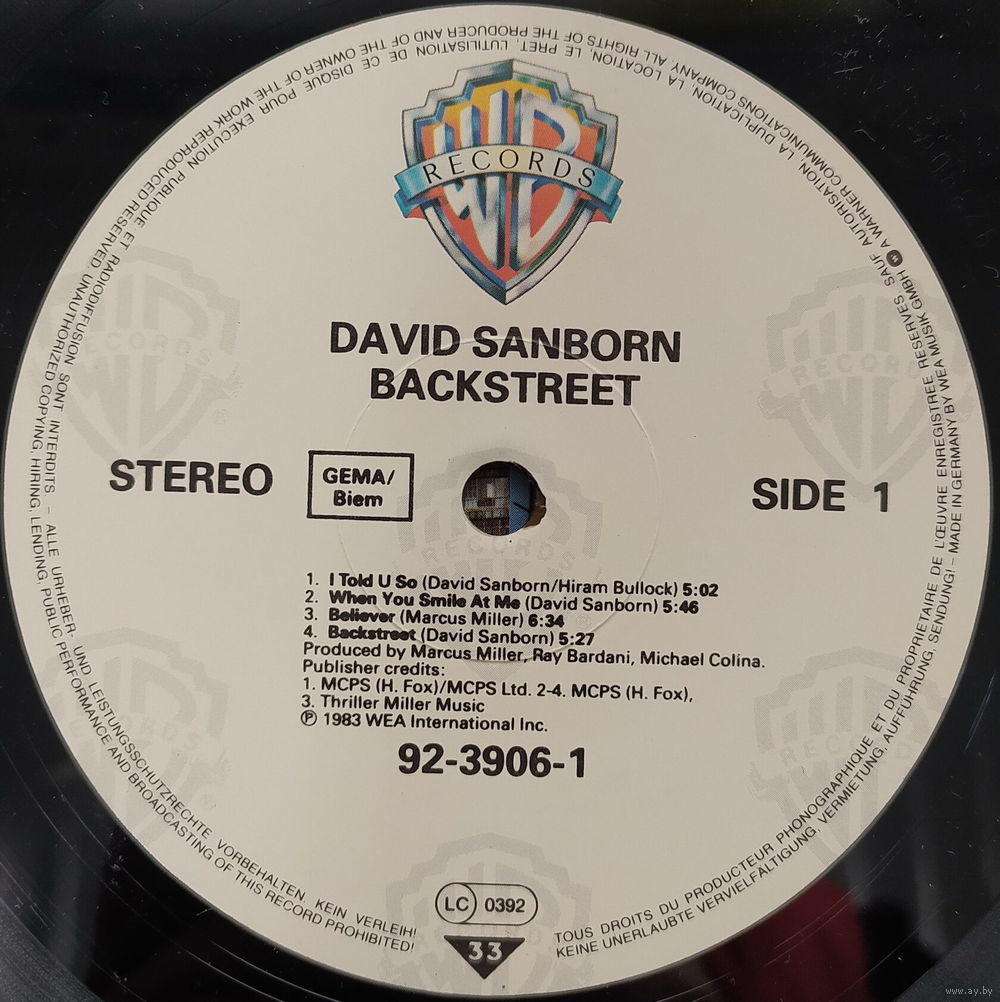 WB
RECORDS
DAVID SANBORN
BACKSTREET
STEREO
GEMA/
Biem
SIDE 1
1. I Told U So (David Sanborn/Hiram Bullock) 5:02
2. When You Smile At Me (David Sanborn) 5:46
3. Believer (Marcus Miller) 6:34
4. Backstreet (David Sanborn) 5:27
Produced by Marcus Miller, Ray Bardani, Michael Colina.
Publisher credits:
1. MCPS (H. Fox)/MCPS Ltd. 2-4. MCPS (H. Fox),
3. Thriller Miller Music
℗ 1983 WEA International Inc.
92-3906-1
LC 0392
33
TOUS DROITS DU PRODUCTEUR PHONOGRAPHIQUE ET DU PROPRIETAIRE DE L'ŒUVRE ENREGISTREE RESERVES SAUF AUTORISATION, LA DUPLICATION, LA LOCATION, LE PRET, L'UTILISATION DE CE DISQUE POUR EXECUTION PUBLIQUE ET RADIODIFFUSION SONT INTERDITS – ALLE URHEBER- UND LEISTUNGSSCHUTZRECHTE VORBEHALTEN. KEIN VERLEIH!
KEINE UNERLAUBTE VERVIELFÄLTIGUNG, VERMIETUNG, AUFFÜHRUNG, SENDUNG! – MADE IN GERMANY BY WEA MUSIK GMBH A WARNER COMMUNICATIONS COMPANY ALL RIGHTS OF THE PRODUCER AND OF THE OWNER OF THE WORK REPRODUCED RESERVED UNAUTHORIZED COPYING, HIRING, LENDING, PUBLIC PERFORMANCE AND BROADCASTING OF THIS RECORD PROHIBITED!
www.ay.by